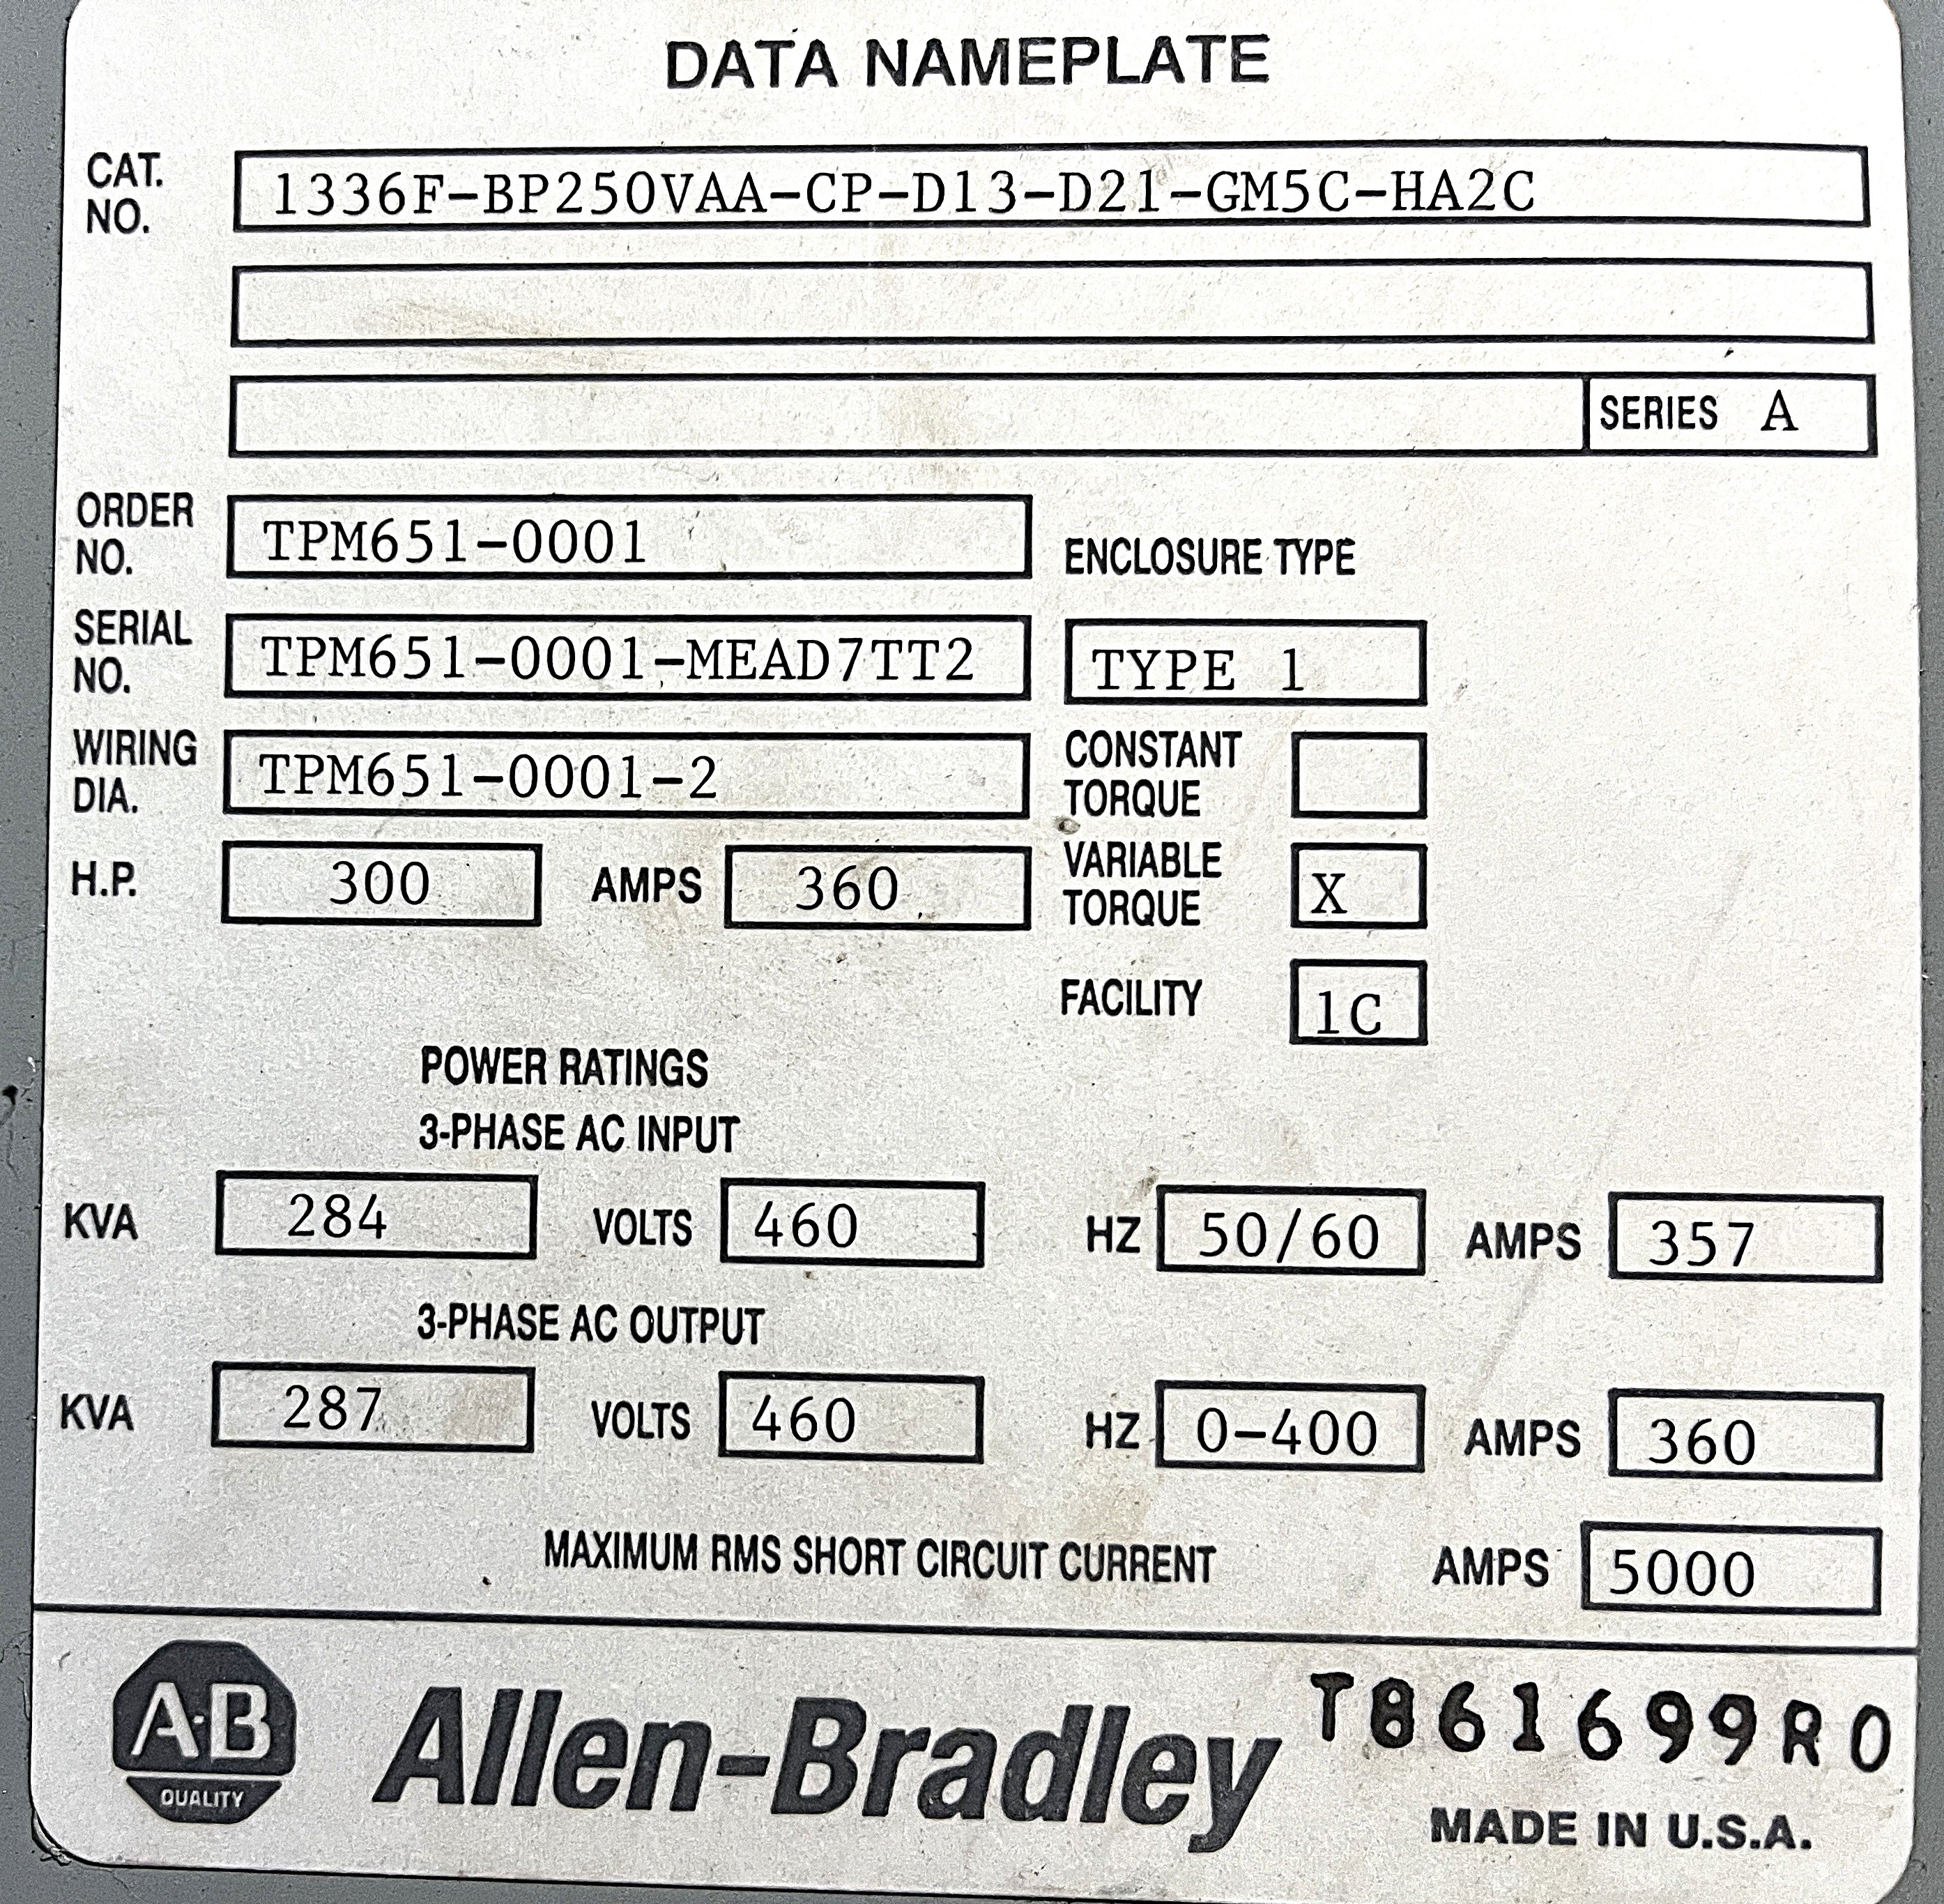 DATA NAMEPLATE
CAT. NO. 1336F-BP250VAA-CP-D13-D21-GM5C-HA2C
SERIES A
ORDER NO. TPM651-0001
ENCLOSURE TYPE
SERIAL NO. TPM651-0001-MEAD7TT2
TYPE 1
WIRING DIA. TPM651-0001-2
CONSTANT TORQUE
H.P. 300 AMPS 360
VARIABLE TORQUE X
FACILITY 1C
POWER RATINGS
3-PHASE AC INPUT
KVA 284 VOLTS 460 HZ 50/60 AMPS 357
3-PHASE AC OUTPUT
KVA 287 VOLTS 460 HZ 0-400 AMPS 360
MAXIMUM RMS SHORT CIRCUIT CURRENT AMPS 5000
A-B
QUALITY
Allen-Bradley
T861699R0
MADE IN U.S.A.